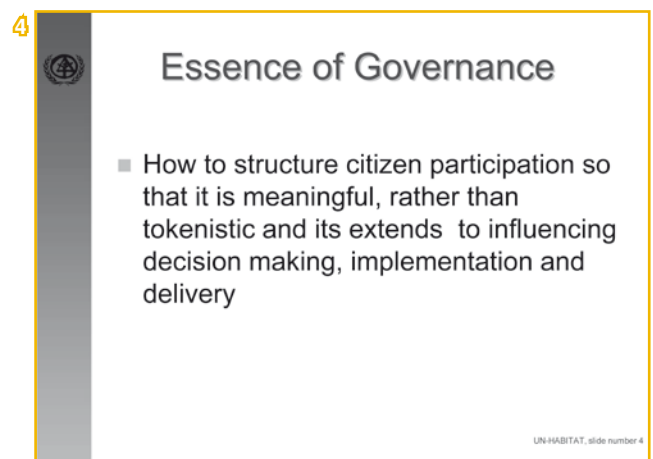 4
Essence of Governance
How to structure citizen participation so
that it is meaningful, rather than
tokenistic and its extends to influencing
decision making, implementation and
delivery
UN-HABITAT, slide number 4